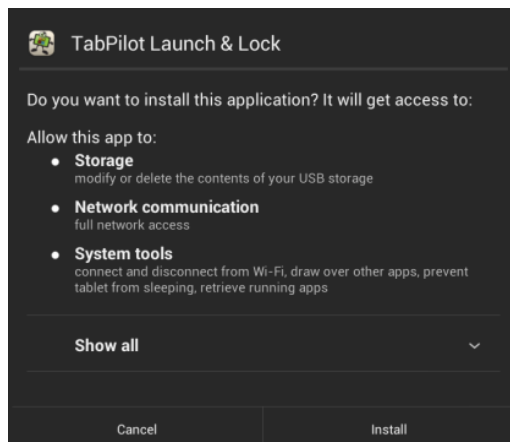 TabPilot Launch & Lock
Do you want to install this application? It will get access to:
Allow this app to:
● Storage
modify or delete the contents of your USB storage
● Network communication
full network access
● System tools
connect and disconnect from Wi-Fi, draw over other apps, prevent
tablet from sleeping, retrieve running apps
Show all
Cancel
Install